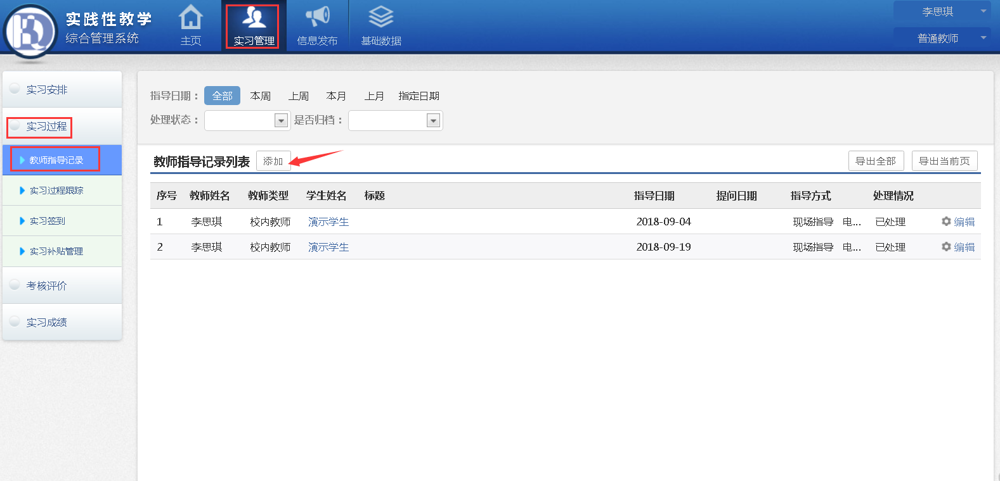 实践性教学
综合管理系统
主页
实习管理
信息发布
基础数据
李思琪
普通教师
实习安排
实习过程
教师指导记录
实习过程跟踪
实习签到
实习补贴管理
考核评价
实习成绩
指导日期： 全部 本周 上周 本月 上月 指定日期
处理状态： 是否归档：
教师指导记录列表 添加 导出全部 导出当前页
序号 教师姓名 教师类型 学生姓名 标题 指导日期 提问日期 指导方式 处理情况
1 李思琪 校内教师 演示学生 2018-09-04 现场指导 电... 已处理 编辑
2 李思琪 校内教师 演示学生 2018-09-19 现场指导 电... 已处理 编辑